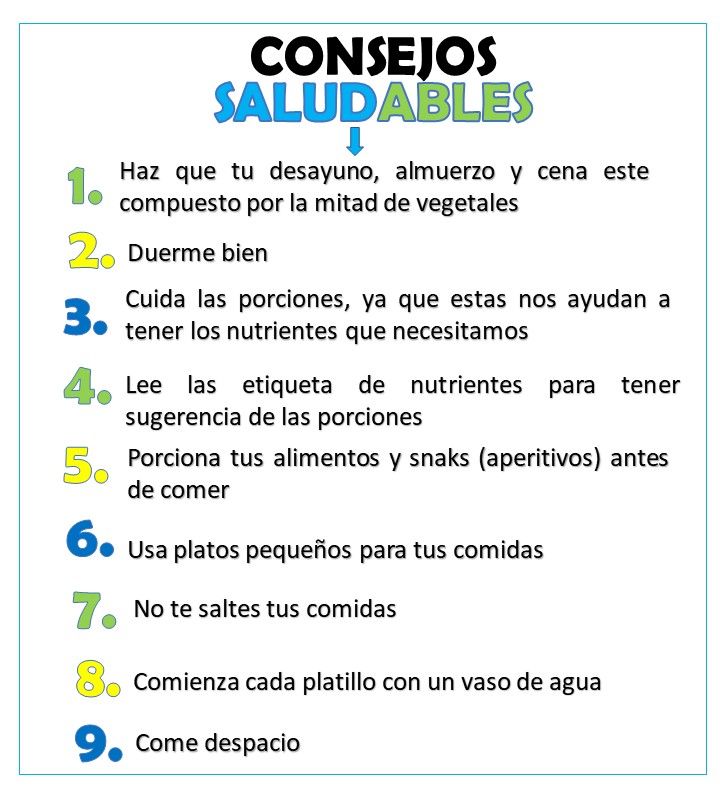 CONSEJOS
SALUDABLES
1. Haz que tu desayuno, almuerzo y cena este
compuesto por la mitad de vegetales
2. Duerme bien
3. Cuida las porciones, ya que estas nos ayudan a
tener los nutrientes que necesitamos
4. Lee las etiqueta de nutrientes para tener
sugerencia de las porciones
5. Porciona tus alimentos y snaks (aperitivos) antes
de comer
6. Usa platos pequeños para tus comidas
7. No te saltes tus comidas
8. Comienza cada platillo con un vaso de agua
9. Come despacio